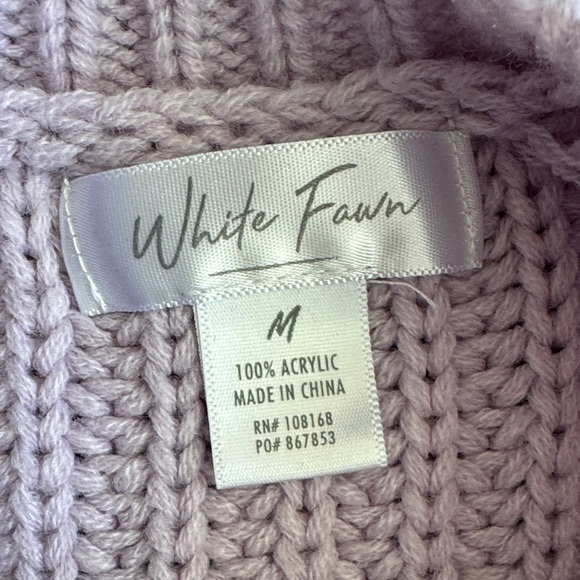 White Fawn
M
100% ACRYLIC
MADE IN CHINA
RN# 108168
PO# 867853